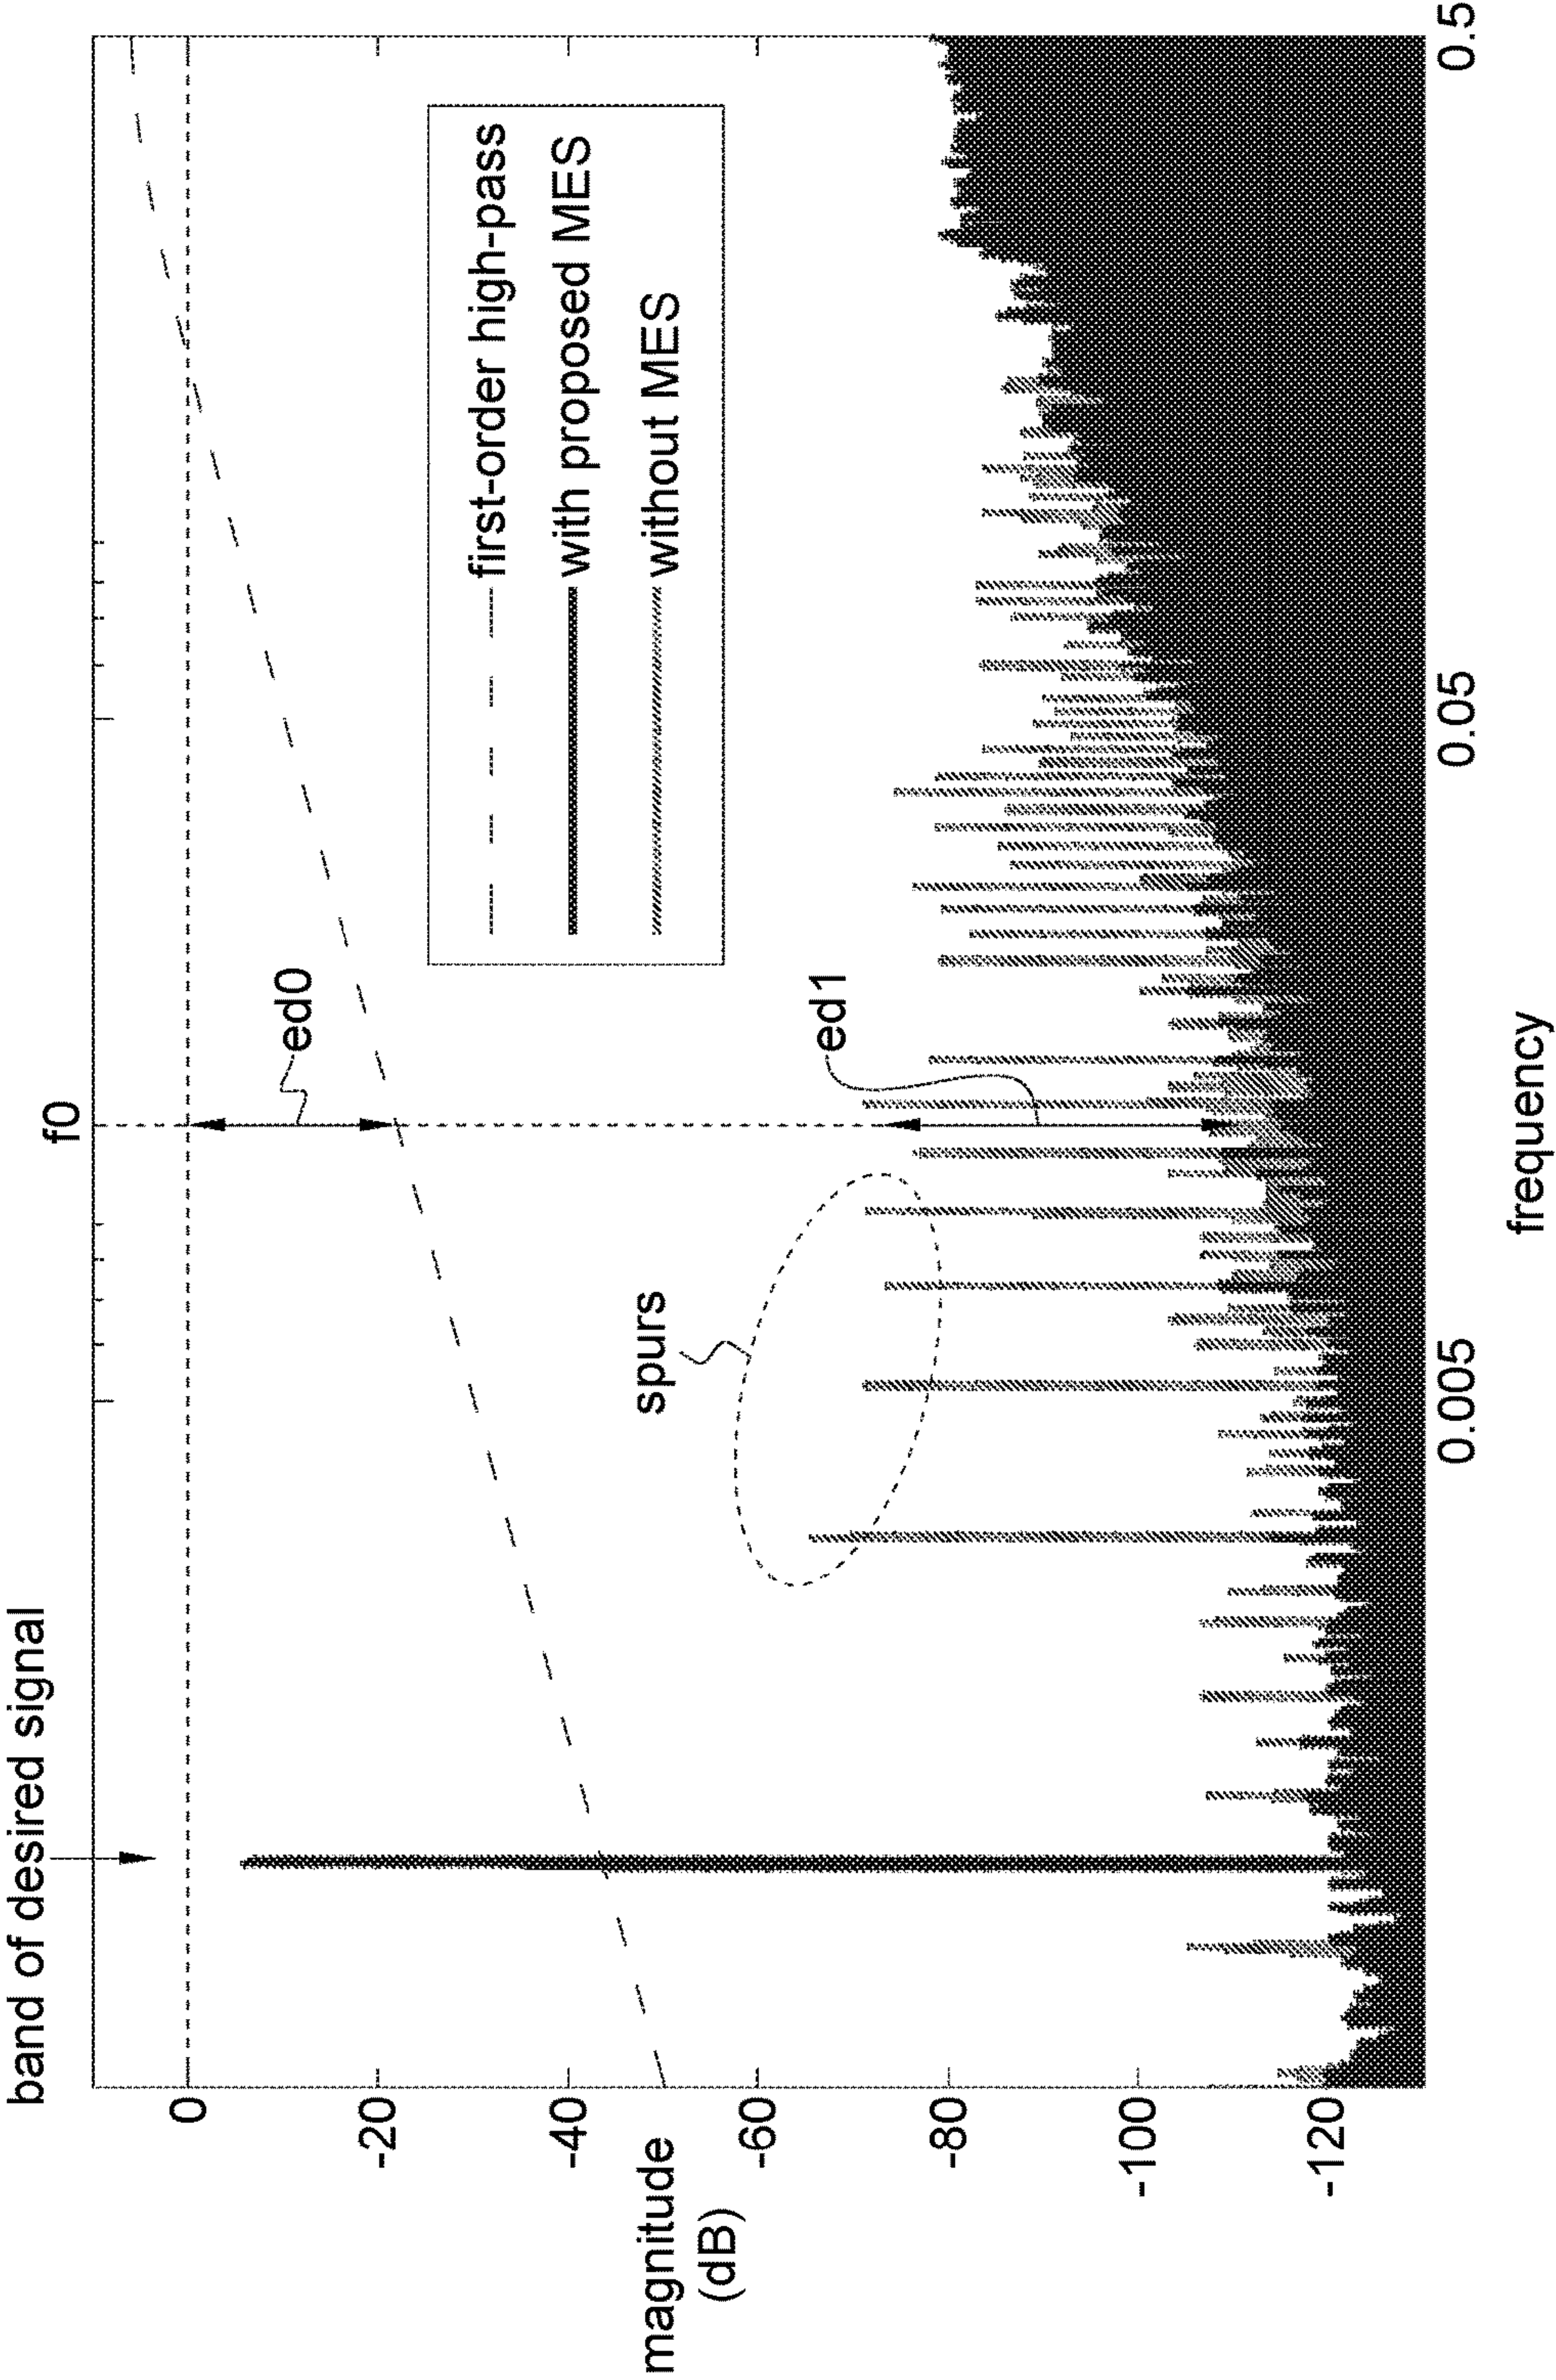 band of desired signal
f0
0
-20
-40
-60
-80
-100
-120
magnitude
(dB)
ed0
first-order high-pass
with proposed MES
without MES
spurs
ed1
0.005
0.05
0.5
frequency